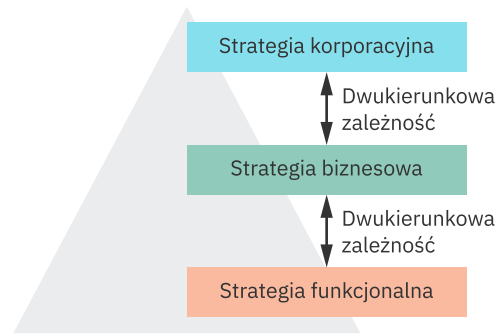 Strategia korporacyjna
Dwukierunkowa
zależność
Strategia biznesowa
Dwukierunkowa
zależność
Strategia funkcjonalna